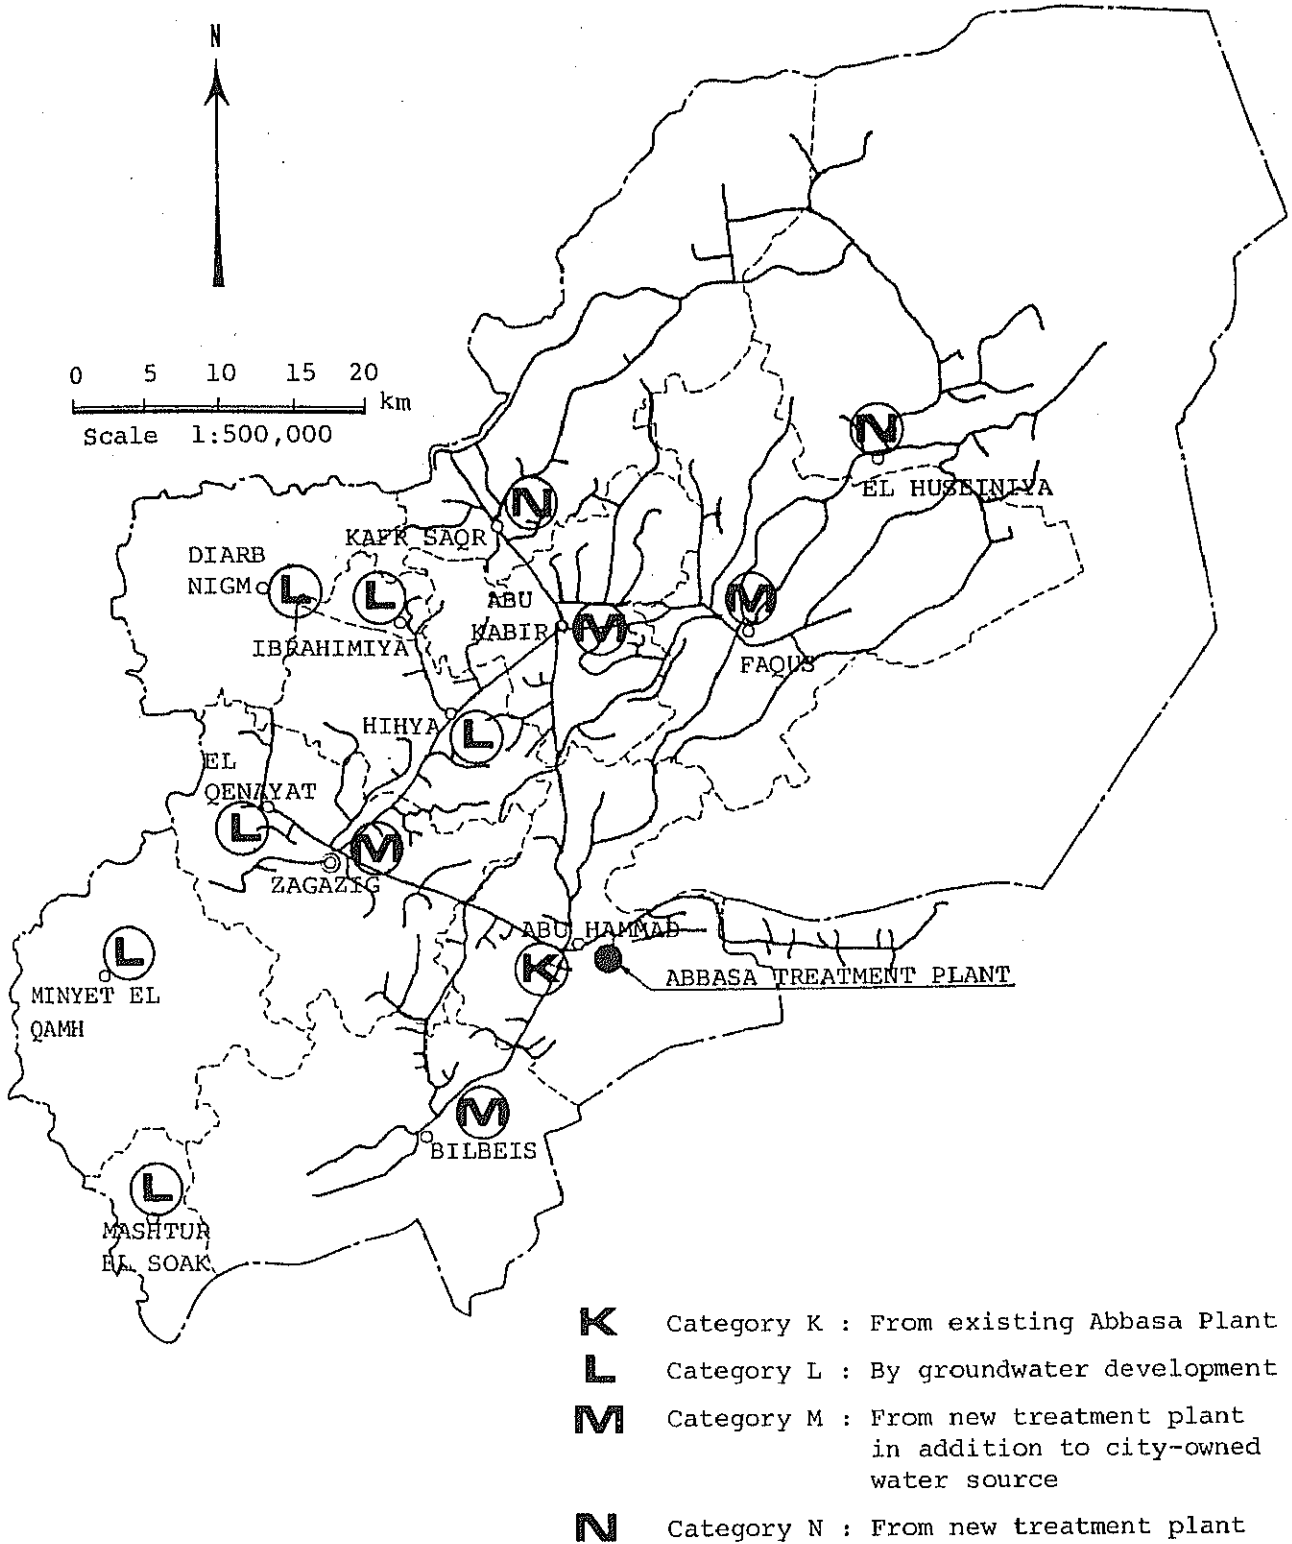 N
0 5 10 15 20 km
Scale 1:500,000
N
EL HUSEINIYA
N
KAFR SAQR
DIARB
NIGM
L
L
IBRAHIMIYA
ABU
KABIR
M
M
FAQUS
HIHYA
L
EL
QENAYAT
L
M
ZAGAZIG
ABU HAMMAD
K
ABBASA TREATMENT PLANT
L
MINYET EL
QAMH
M
BILBEIS
L
MASHTUR
EL SOAK
K Category K : From existing Abbasa Plant
L Category L : By groundwater development
M Category M : From new treatment plant
in addition to city-owned
water source
N Category N : From new treatment plant